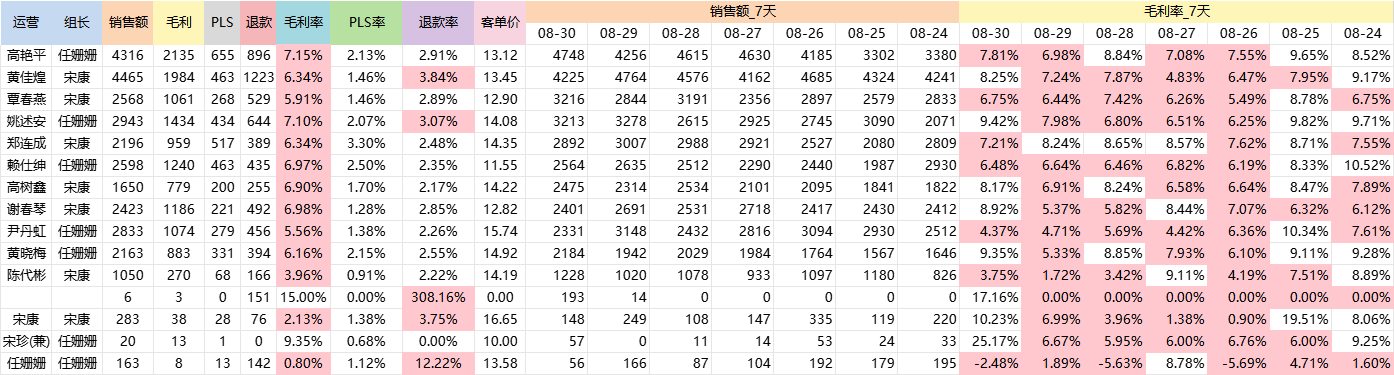 运营 组长 销售额 毛利 PLS 退款 毛利率 PLS率 退款率 客单价 销售额_7天 毛利率_7天
08-30 08-29 08-28 08-27 08-26 08-25 08-24 08-30 08-29 08-28 08-27 08-26 08-25 08-24
高艳平 任姗姗 4316 2135 655 896 7.15% 2.13% 2.91% 13.12 4748 4256 4615 4630 4185 3302 3380 7.81% 6.98% 8.84% 7.08% 7.55% 9.65% 8.52%
黄佳煌 宋康 4465 1984 463 1223 6.34% 1.46% 3.84% 13.45 4225 4764 4576 4162 4685 4324 4241 8.25% 7.24% 7.87% 4.83% 6.47% 7.95% 9.17%
覃春燕 宋康 2568 1061 268 529 5.91% 1.46% 2.89% 12.90 3216 2844 3191 2356 2897 2579 2833 6.75% 6.44% 7.42% 6.26% 5.49% 8.78% 6.75%
姚述安 任姗姗 2943 1434 434 644 7.10% 2.07% 3.07% 14.08 3213 3278 2615 2925 2745 3090 2071 9.42% 7.98% 6.80% 6.51% 6.25% 9.82% 9.71%
郑连成 宋康 2196 959 517 389 6.34% 3.30% 2.48% 14.35 2892 3007 2988 2921 2527 2080 2809 7.21% 8.24% 8.65% 8.57% 7.62% 8.71% 7.55%
赖仕绅 任姗姗 2598 1240 463 435 6.97% 2.50% 2.35% 11.55 2564 2635 2512 2290 2440 1987 2930 6.48% 6.64% 6.46% 6.82% 6.19% 8.33% 10.52%
高树鑫 宋康 1650 779 200 255 6.90% 1.70% 2.17% 14.22 2475 2314 2534 2101 2095 1841 1822 8.17% 6.91% 8.24% 6.58% 6.64% 8.47% 7.89%
谢春琴 宋康 2423 1186 221 492 6.98% 1.28% 2.85% 12.82 2401 2691 2531 2718 2417 2430 2412 8.92% 5.37% 5.82% 8.44% 7.07% 6.32% 6.12%
尹丹虹 任姗姗 2833 1074 279 456 5.56% 1.38% 2.26% 15.74 2331 3148 2432 2816 3094 2930 2512 4.37% 4.71% 5.69% 4.42% 6.36% 10.34% 7.61%
黄晓梅 任姗姗 2163 883 331 394 6.16% 2.15% 2.55% 14.92 2184 1942 2029 1984 1764 1567 1646 9.35% 5.33% 8.85% 7.93% 6.10% 9.11% 9.28%
陈代彬 宋康 1050 270 68 166 3.96% 0.91% 2.22% 14.19 1228 1020 1078 933 1097 1180 826 3.75% 1.72% 3.42% 9.11% 4.19% 7.51% 8.89%
6 3 0 151 15.00% 0.00% 308.16% 0.00 193 14 0 0 0 0 0 17.16% 0.00% 0.00% 0.00% 0.00% 0.00% 0.00%
宋康 宋康 283 38 28 76 2.13% 1.38% 3.75% 16.65 148 249 108 147 335 119 220 10.23% 6.99% 3.96% 1.38% 0.90% 19.51% 8.06%
宋珍(兼) 任姗姗 20 13 1 0 9.35% 0.68% 0.00% 10.00 57 0 11 14 53 24 33 25.17% 6.67% 5.95% 6.00% 6.76% 6.00% 9.25%
任姗姗 任姗姗 163 8 13 142 0.80% 1.12% 12.22% 13.58 56 166 87 104 192 179 195 -2.48% 1.89% -5.63% 8.78% -5.69% 4.71% 1.60%